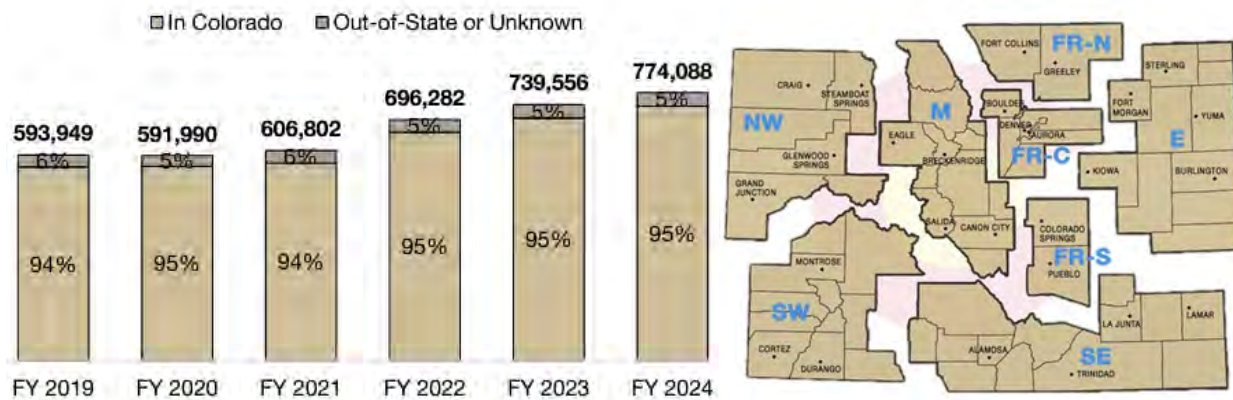 In Colorado Out-of-State or Unknown
593,949
591,990
606,802
696,282
739,556
774,088
6%
5%
6%
5%
5%
5%
94%
95%
94%
95%
95%
95%
FY 2019
FY 2020
FY 2021
FY 2022
FY 2023
FY 2024
FORT COLLINS
FR-N
GREELEY
STERLING
CRAIG
STEAMBOAT
SPRINGS
BOULDER
FORT
MORGAN
NW
M
DENVER
AURORA
YUMA
E
EAGLE
FR-C
GLENWOOD
SPRINGS
BRECKENRIDGE
KIOWA
BURLINGTON
GRAND
JUNCTION
SALIDA
CANON CITY
COLORADO
SPRINGS
FR-S
PUEBLO
MONTROSE
SW
LA JUNTA
LAMAR
CORTEZ
DURANGO
ALAMOSA
SE
TRINIDAD